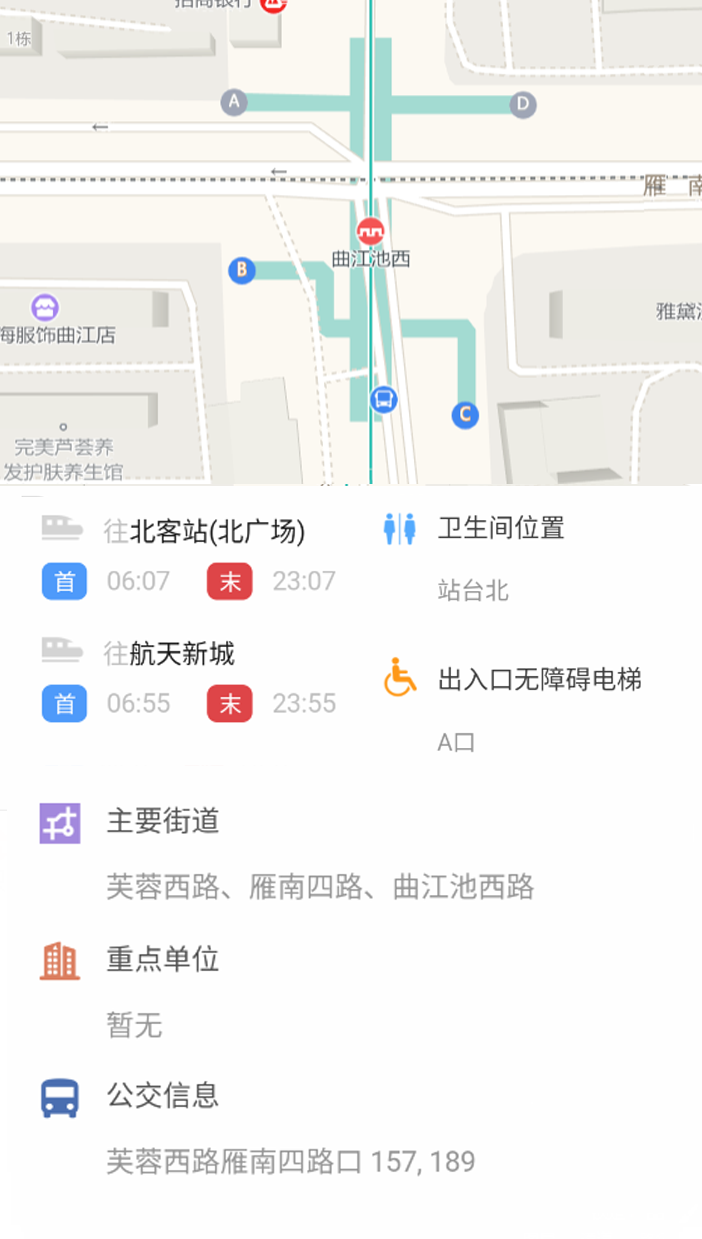 招商银行
1栋
A
D
←
←
雁 南
曲江池西
B
海服饰曲江店
雅黛
C
完美芦荟养
发护肤养生馆
往北客站(北广场)
首 06:07 末 23:07
往航天新城
首 06:55 末 23:55
卫生间位置
站台北
出入口无障碍电梯
A口
主要街道
芙蓉西路、雁南四路、曲江池西路
重点单位
暂无
公交信息
芙蓉西路雁南四路口 157, 189